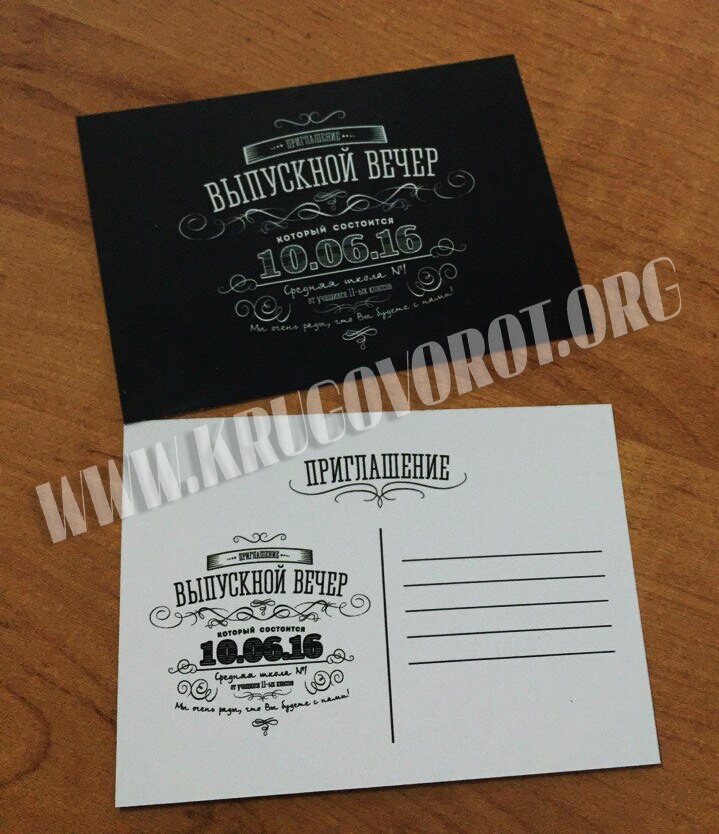 ПРИГЛАШЕНИЕ
ВЫПУСКНОЙ ВЕЧЕР
КОТОРЫЙ СОСТОИТСЯ
10.06.16
Средняя школа №1
от учащихся 11-ых классов
Мы очень рады, что Вы будете с нами!
WWW.KRUGOVOROT.ORG
ПРИГЛАШЕНИЕ
ПРИГЛАШЕНИЕ
ВЫПУСКНОЙ ВЕЧЕР
КОТОРЫЙ СОСТОИТСЯ
10.06.16
Средняя школа №1
от учащихся 11-ых классов
Мы очень рады, что Вы будете с нами!